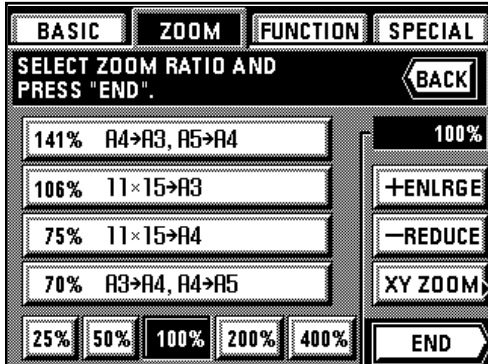 BASIC ZOOM FUNCTION SPECIAL
SELECT ZOOM RATIO AND
PRESS "END".
BACK
141% A4→A3, A5→A4
100%
106% 11×15→A3
+ENLRGE
75% 11×15→A4
−REDUCE
70% A3→A4, A4→A5
XY ZOOM
25% 50% 100% 200% 400%
END